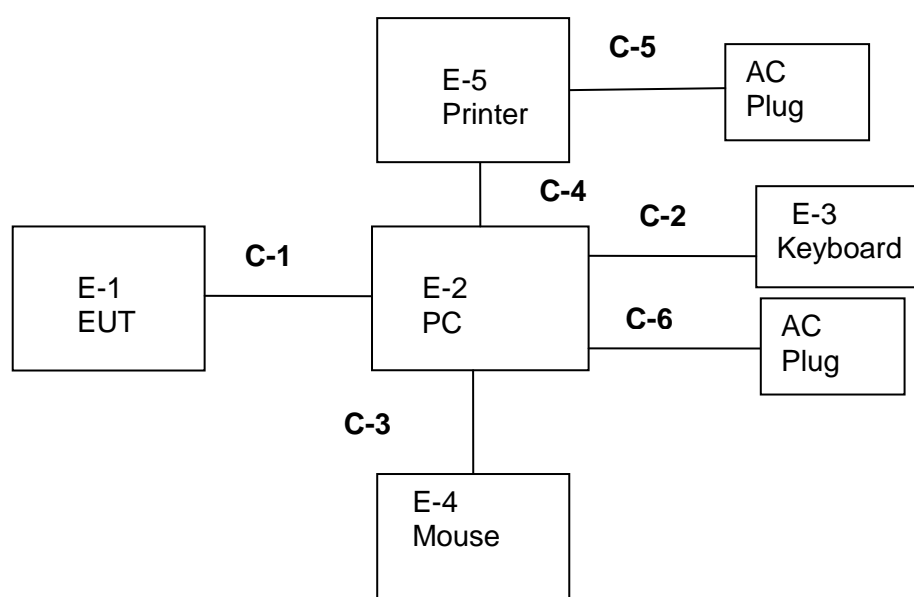 C-5
E-5
Printer
AC
Plug
C-4
C-2
E-3
Keyboard
C-1
E-1
EUT
E-2
PC
C-6
AC
Plug
C-3
E-4
Mouse